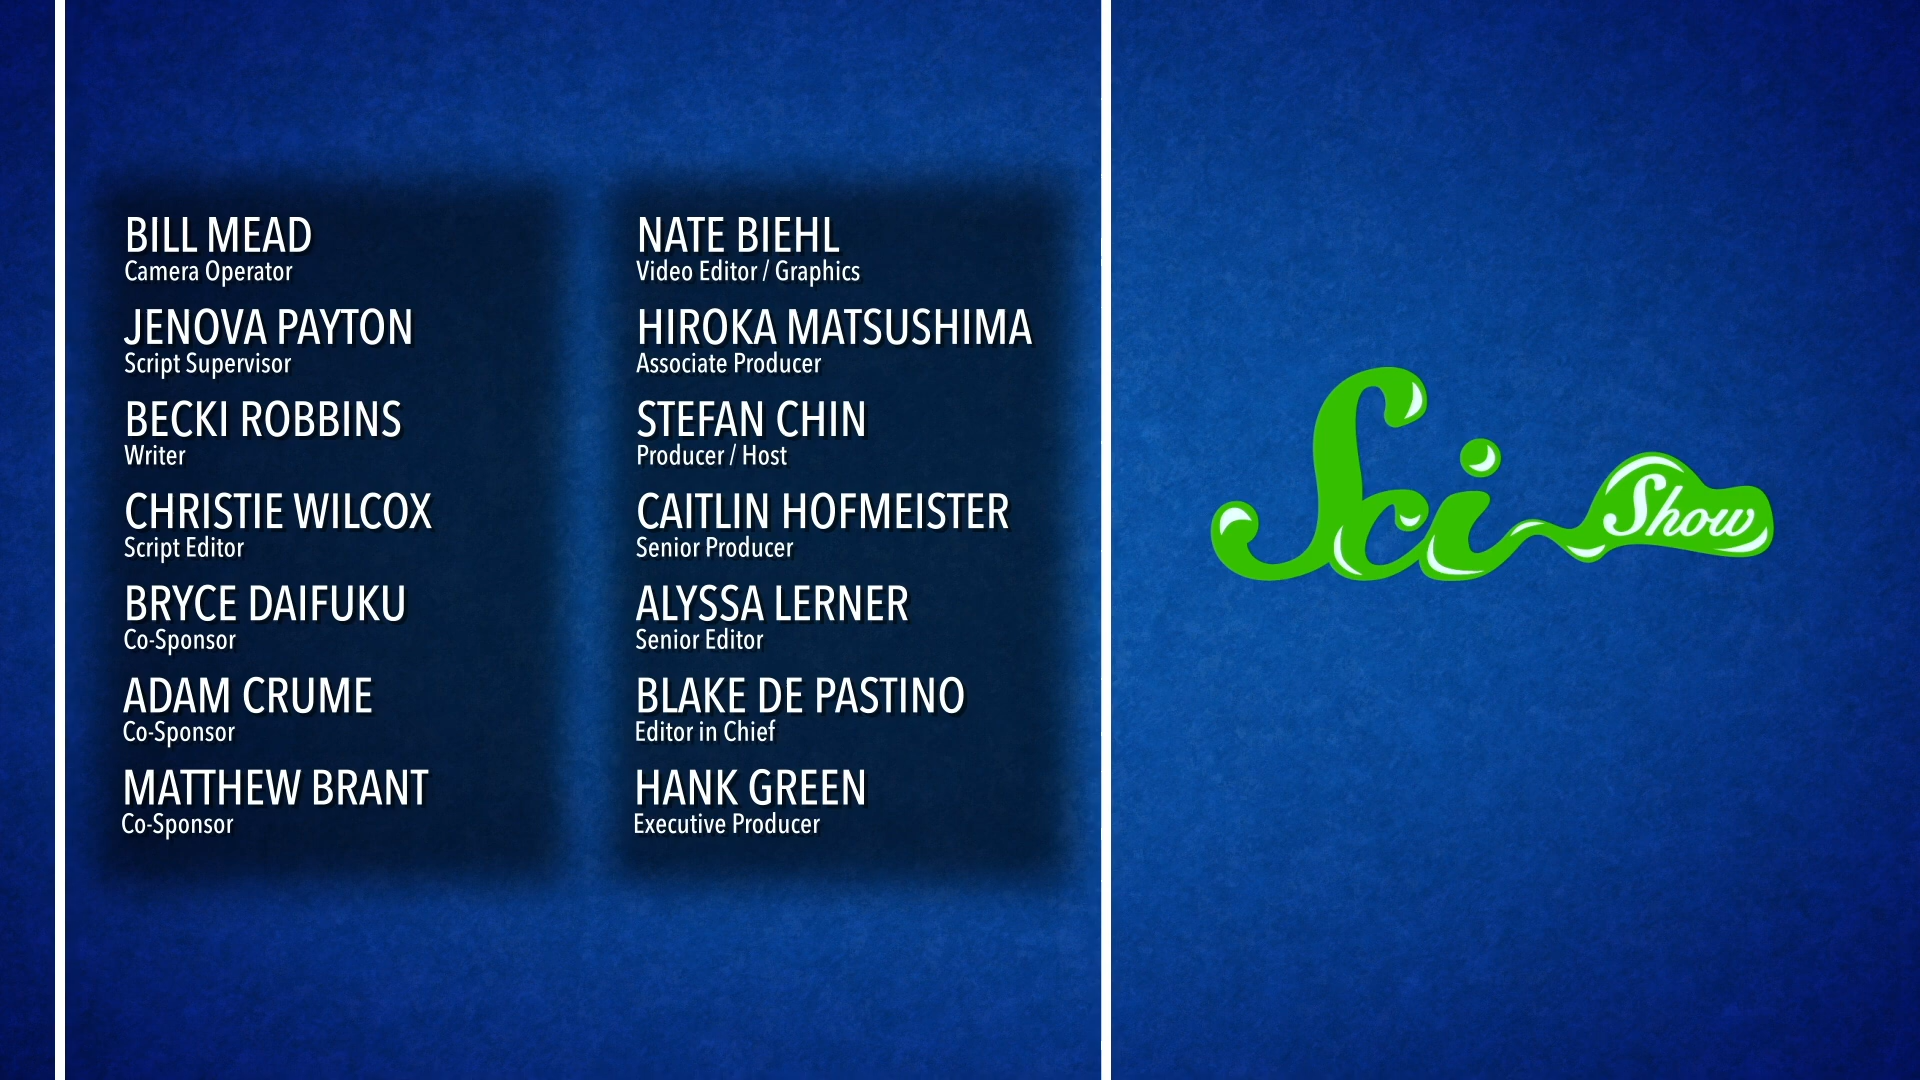 BILL MEAD
Camera Operator
JENOVA PAYTON
Script Supervisor
BECKI ROBBINS
Writer
CHRISTIE WILCOX
Script Editor
BRYCE DAIFUKU
Co-Sponsor
ADAM CRUME
Co-Sponsor
MATTHEW BRANT
Co-Sponsor
NATE BIEHL
Video Editor / Graphics
HIROKA MATSUSHIMA
Associate Producer
STEFAN CHIN
Producer / Host
CAITLIN HOFMEISTER
Senior Producer
ALYSSA LERNER
Senior Editor
BLAKE DE PASTINO
Editor in Chief
HANK GREEN
Executive Producer
Sci Show